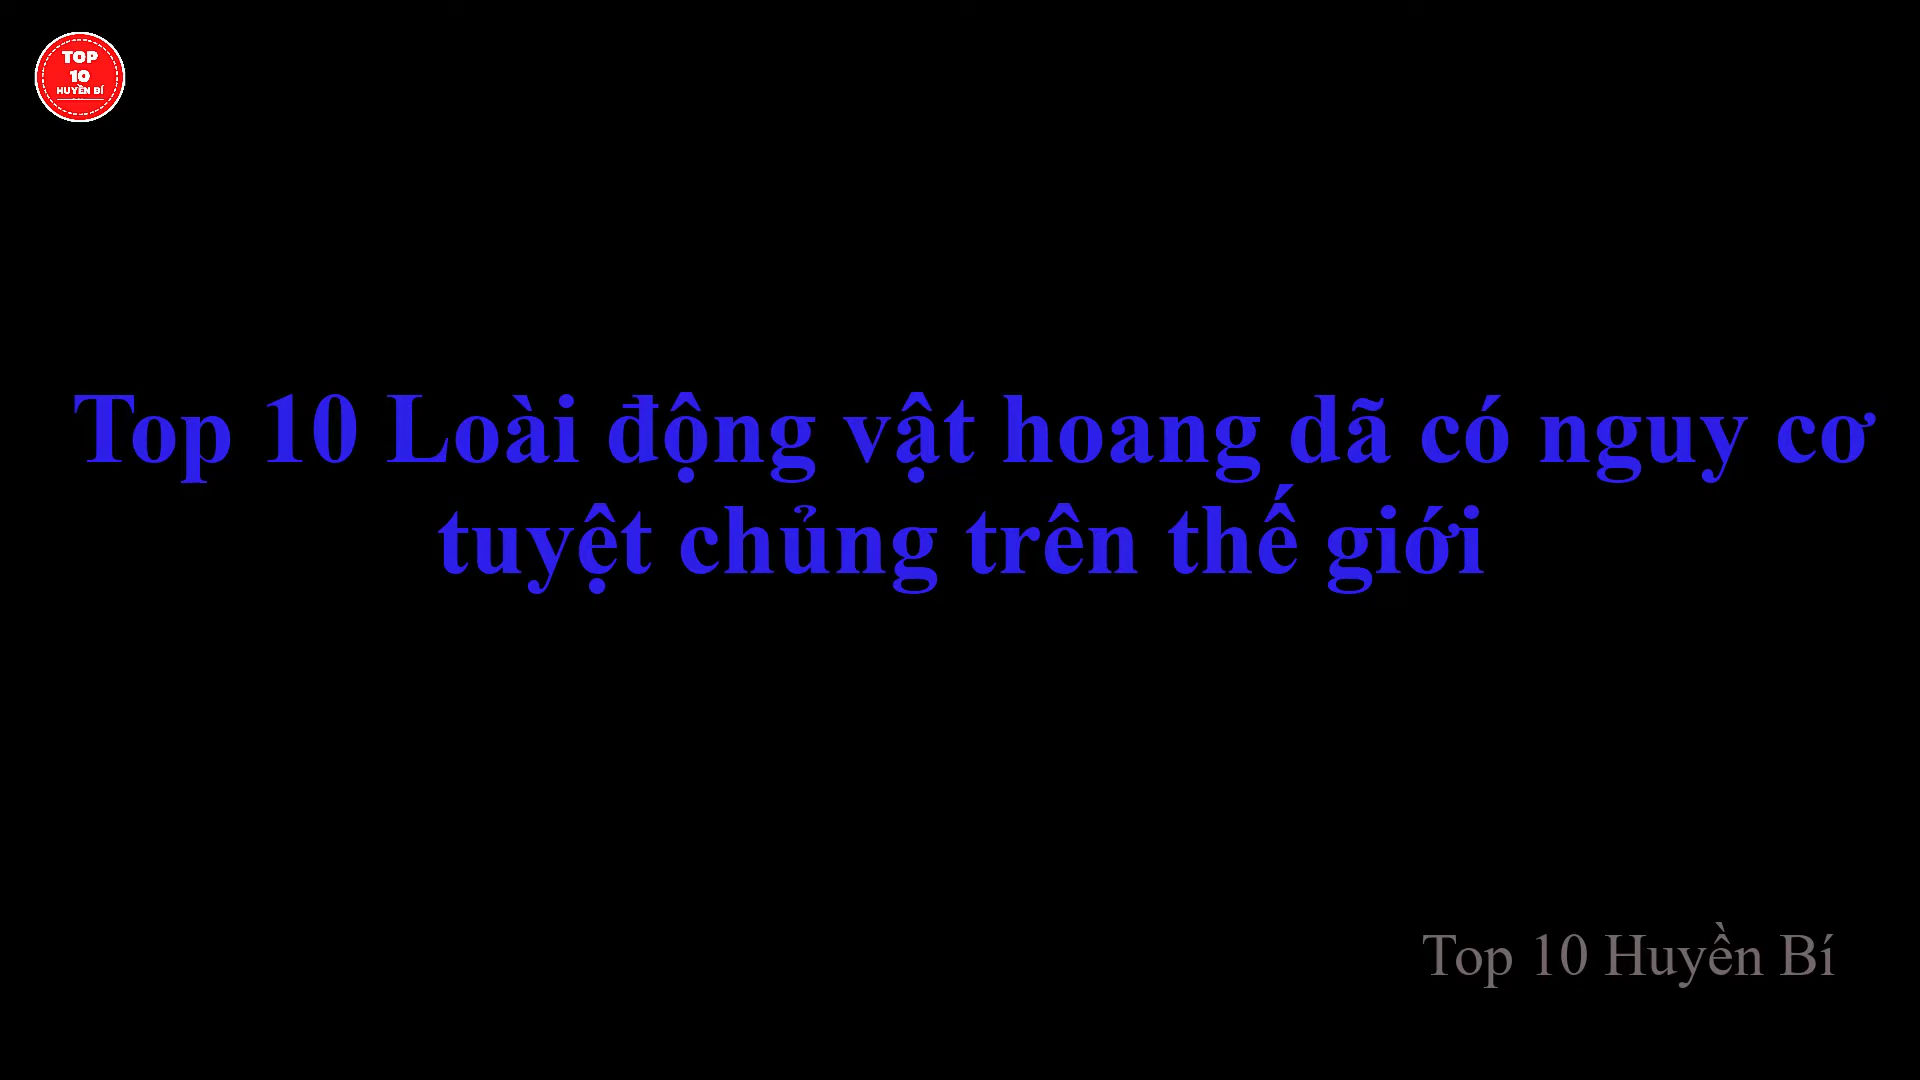 TOP
10
HUYỀN BÍ
Top 10 Loài động vật hoang dã có nguy cơ
tuyệt chủng trên thế giới
Top 10 Huyền Bí